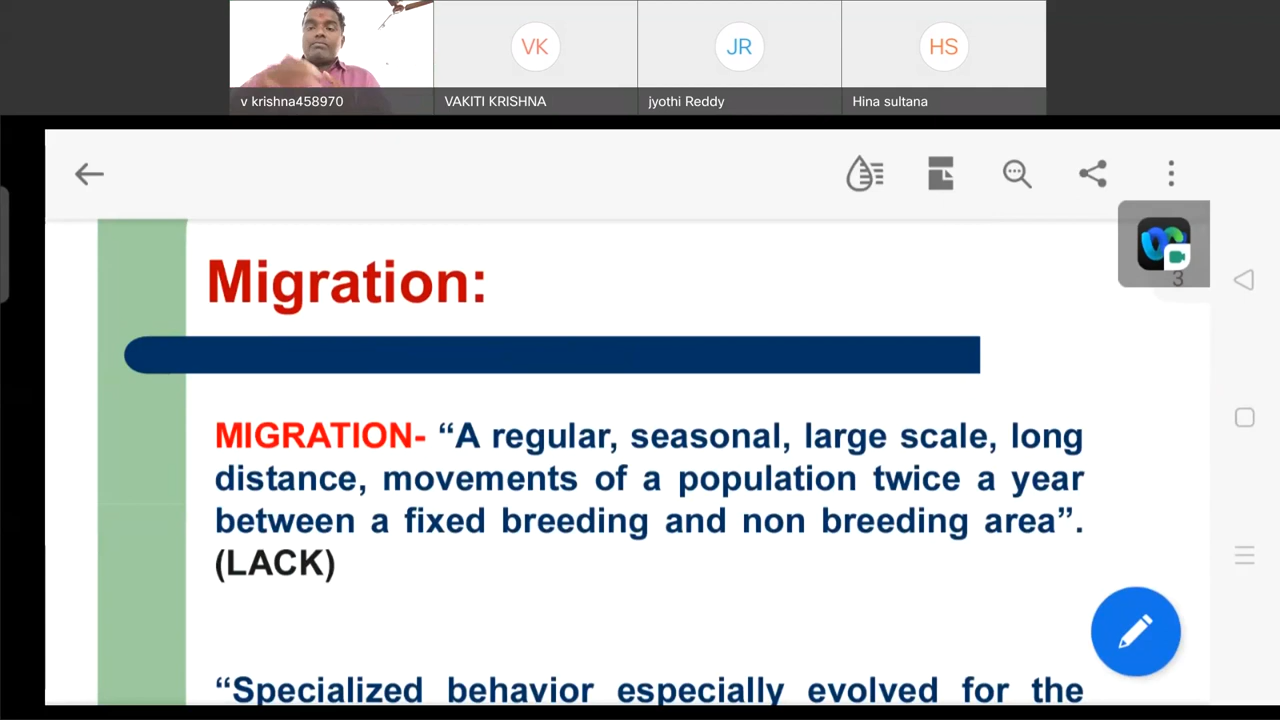 VK
JR
HS
v krishna458970
VAKITI KRISHNA
jyothi Reddy
Hina sultana
3
Migration:
MIGRATION- “A regular, seasonal, large scale, long
distance, movements of a population twice a year
between a fixed breeding and non breeding area”.
(LACK)
“Specialized behavior especially evolved for the